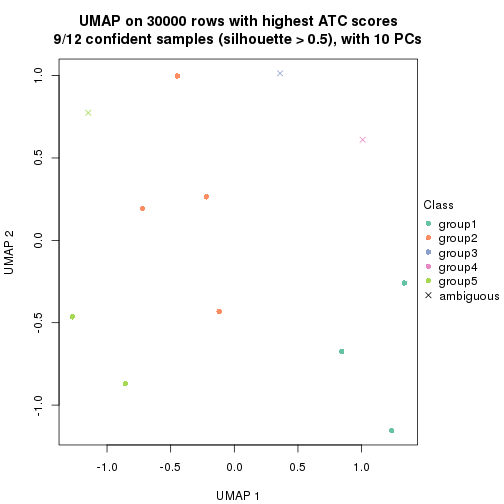 UMAP on 30000 rows with highest ATC scores
9/12 confident samples (silhouette > 0.5), with 10 PCs
1.0
0.5
0.0
-0.5
-1.0
UMAP 2
-1.0 -0.5 0.0 0.5 1.0
UMAP 1
Class
group1
group2
group3
group4
group5
ambiguous